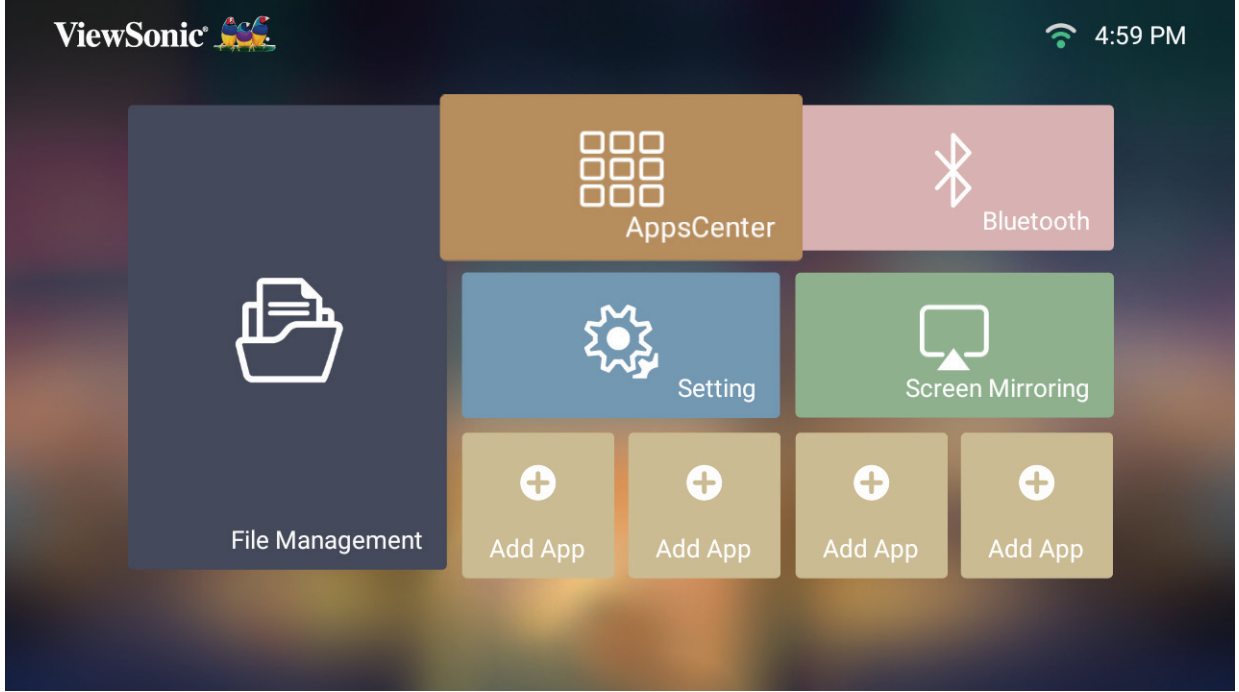 ViewSonic®
4:59 PM
AppsCenter
Bluetooth
Setting
Screen Mirroring
File Management
Add App
Add App
Add App
Add App